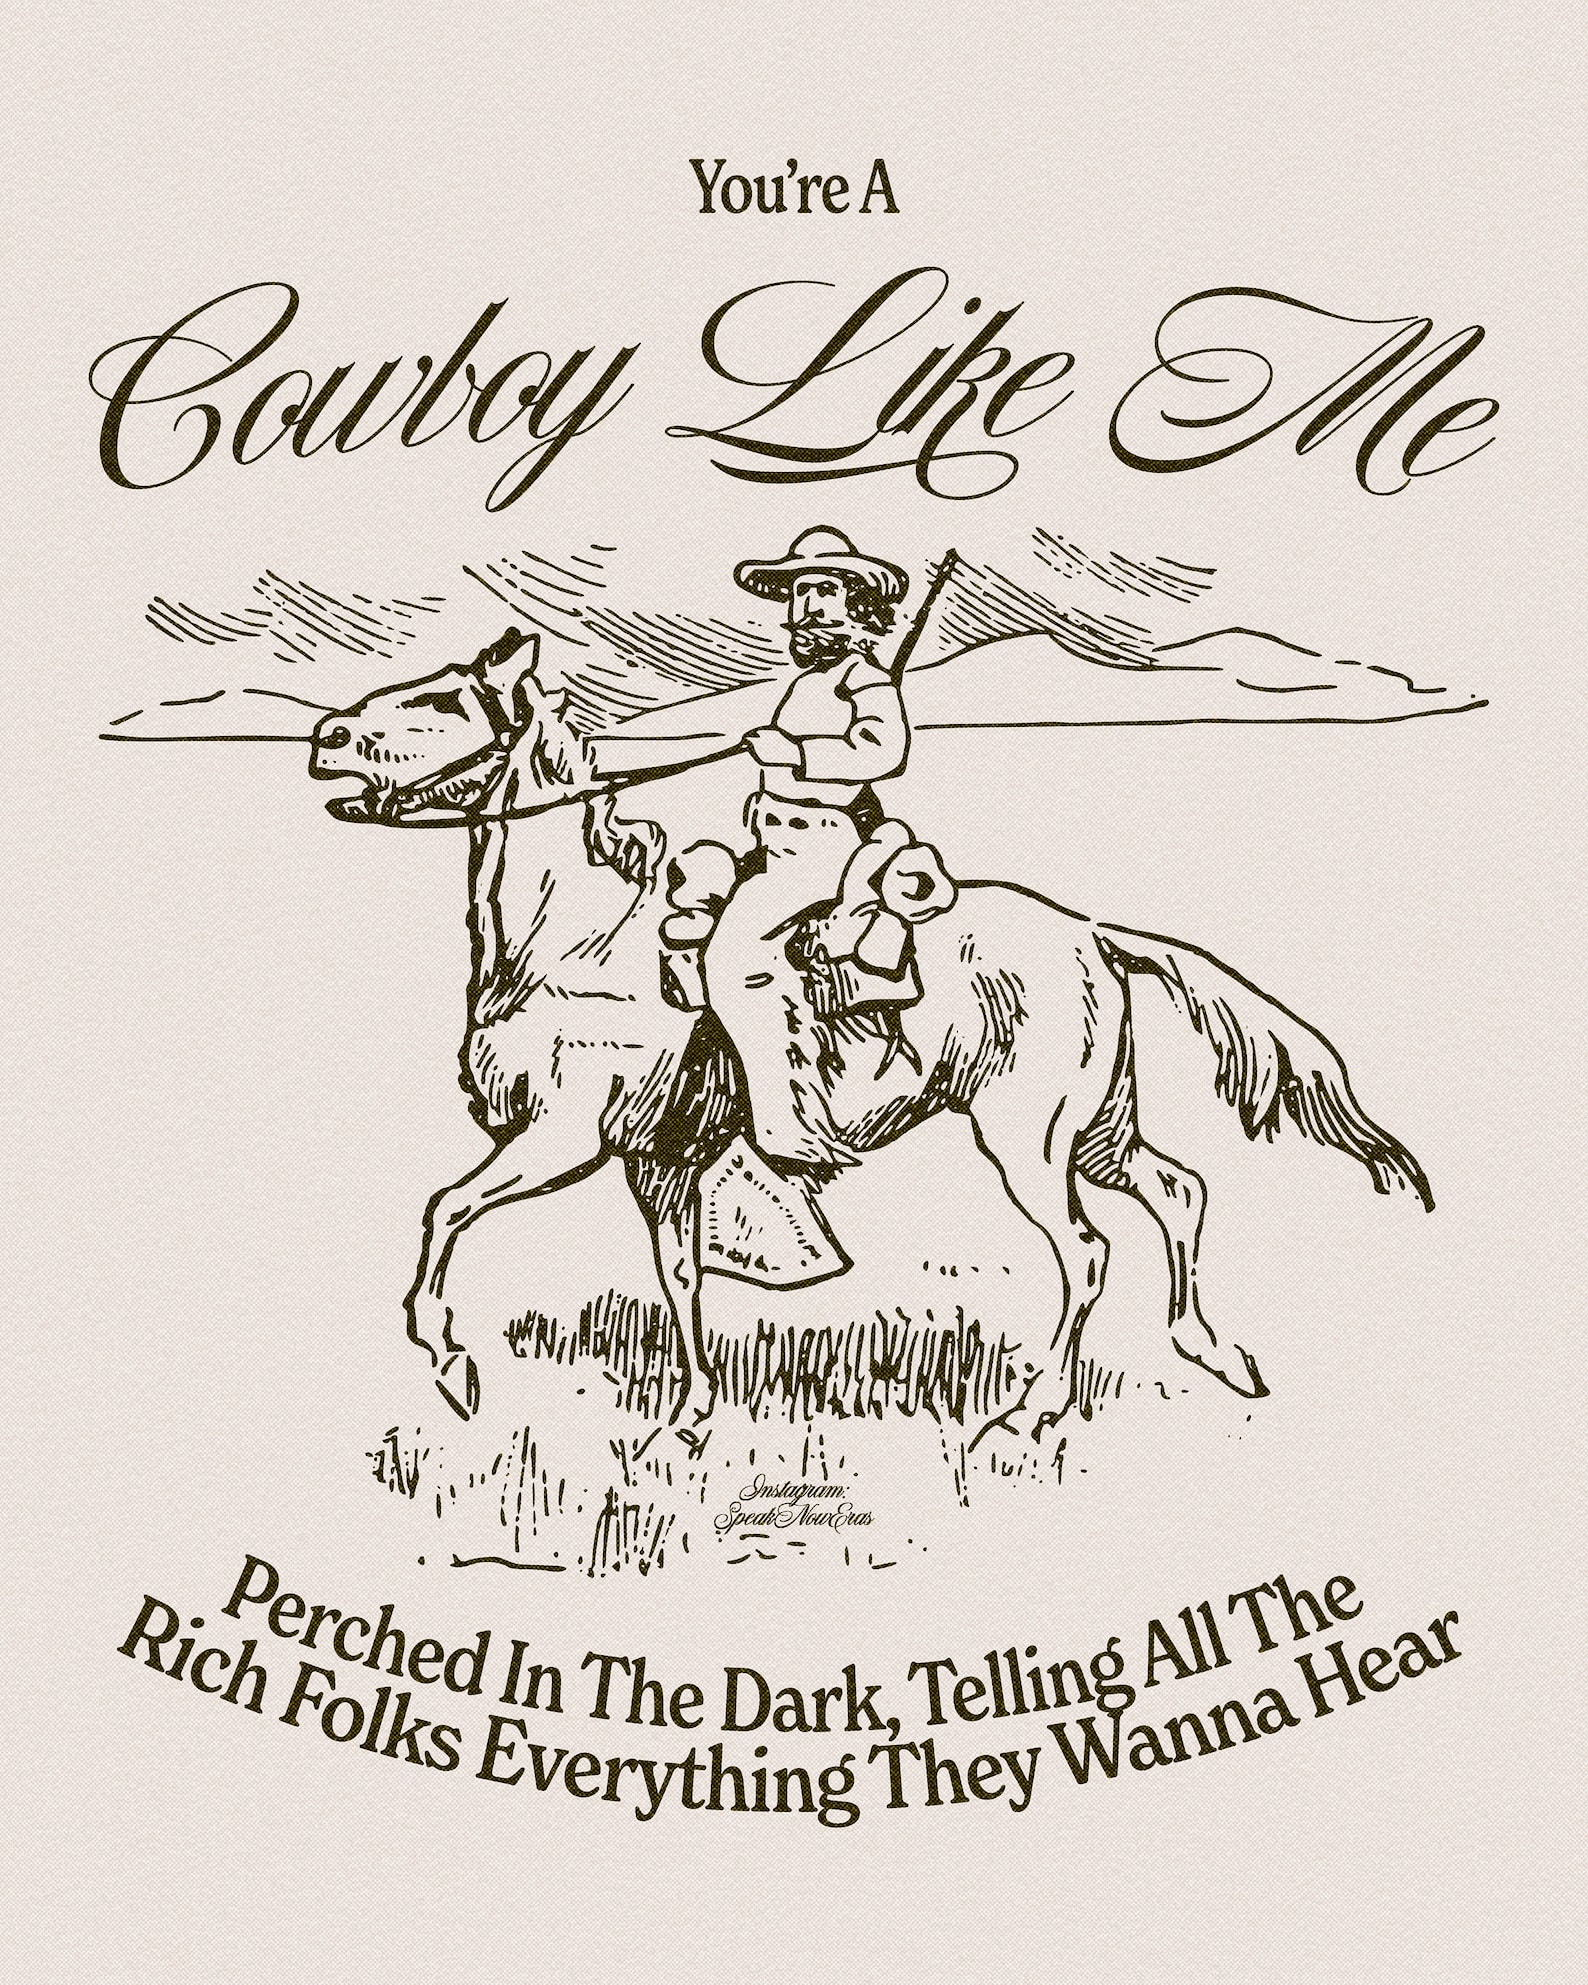 You're A
Cowboy Like Me
Instagram:
SpeakNowEras
Perched In The Dark, Telling All The
Rich Folks Everything They Wanna Hear